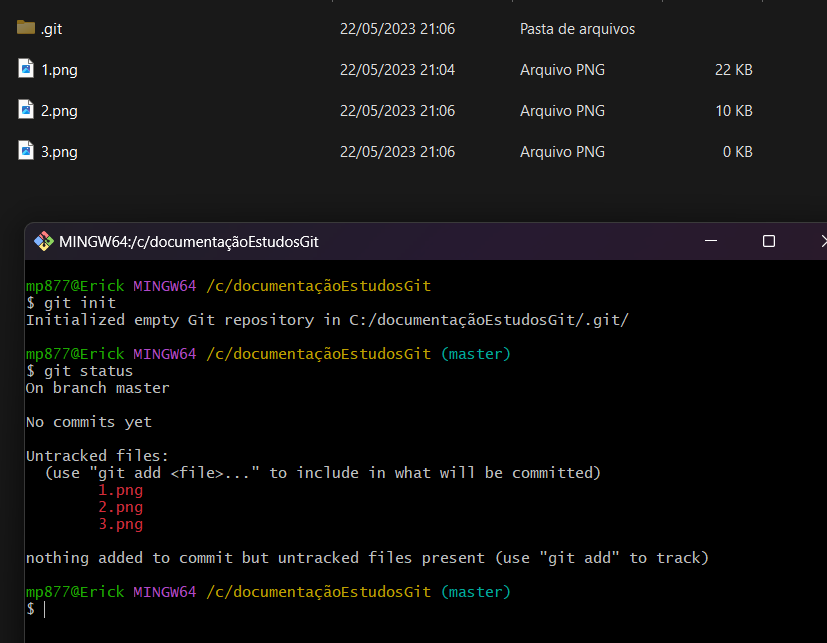 .git 22/05/2023 21:06 Pasta de arquivos
1.png 22/05/2023 21:04 Arquivo PNG 22 KB
2.png 22/05/2023 21:06 Arquivo PNG 10 KB
3.png 22/05/2023 21:06 Arquivo PNG 0 KB
MINGW64:/c/documentaçãoEstudosGit
mp877@Erick MINGW64 /c/documentaçãoEstudosGit
$ git init
Initialized empty Git repository in C:/documentaçãoEstudosGit/.git/
mp877@Erick MINGW64 /c/documentaçãoEstudosGit (master)
$ git status
On branch master
No commits yet
Untracked files:
(use "git add <file>..." to include in what will be committed)
1.png
2.png
3.png
nothing added to commit but untracked files present (use "git add" to track)
mp877@Erick MINGW64 /c/documentaçãoEstudosGit (master)
$